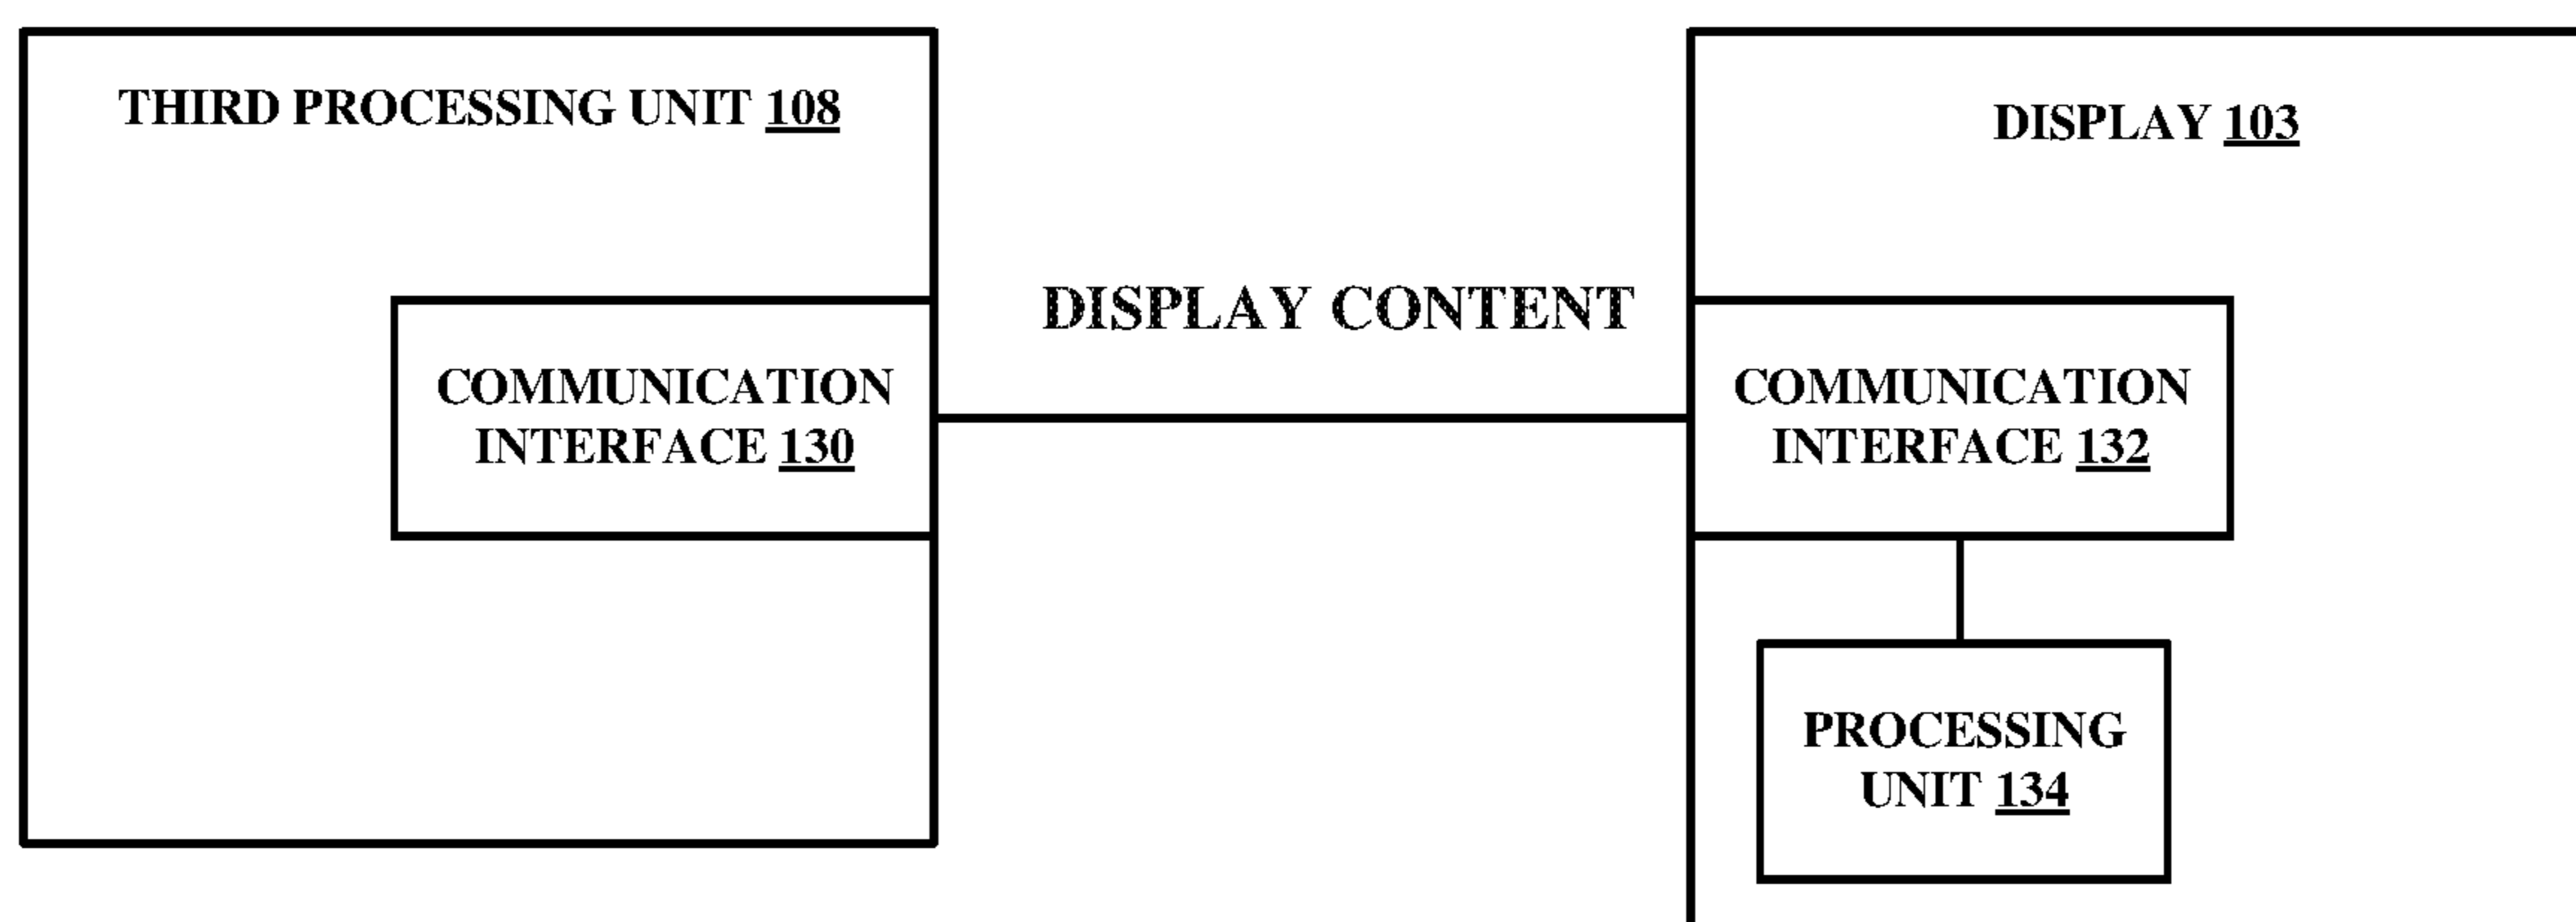 THIRD PROCESSING UNIT 108
DISPLAY 103
DISPLAY CONTENT
COMMUNICATION
INTERFACE 130
COMMUNICATION
INTERFACE 132
PROCESSING
UNIT 134